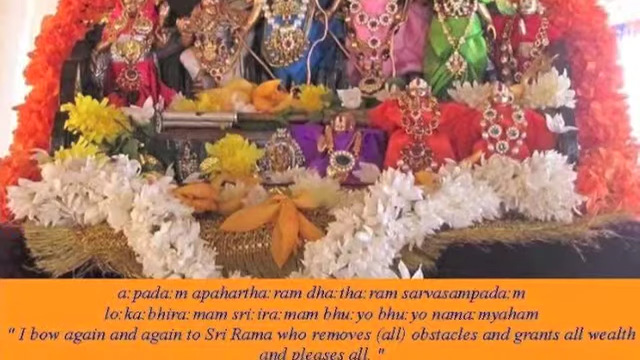 a:pada:m apahartha:ram dha:tha:ram sarvasampada:m
lo:ka:bhira:mam sri:ira:mam bhu:yo bhu:yo nama:myaham
" I bow again and again to Sri Rama who removes (all) obstacles and grants all wealth
and pleases all. "